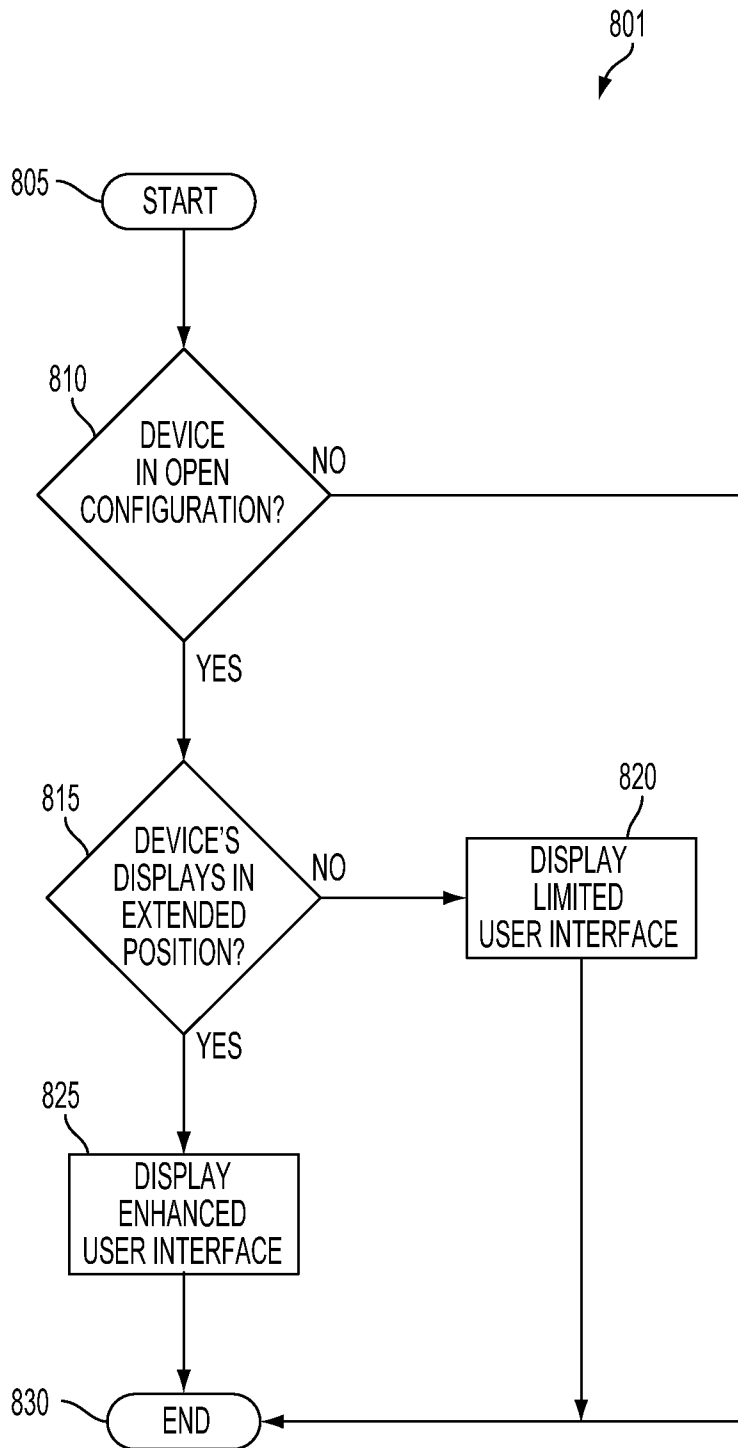 801
805
START
810
DEVICE
IN OPEN
CONFIGURATION?
NO
YES
815
DEVICE'S
DISPLAYS IN
EXTENDED
POSITION?
NO
820
DISPLAY
LIMITED
USER INTERFACE
YES
825
DISPLAY
ENHANCED
USER INTERFACE
830
END